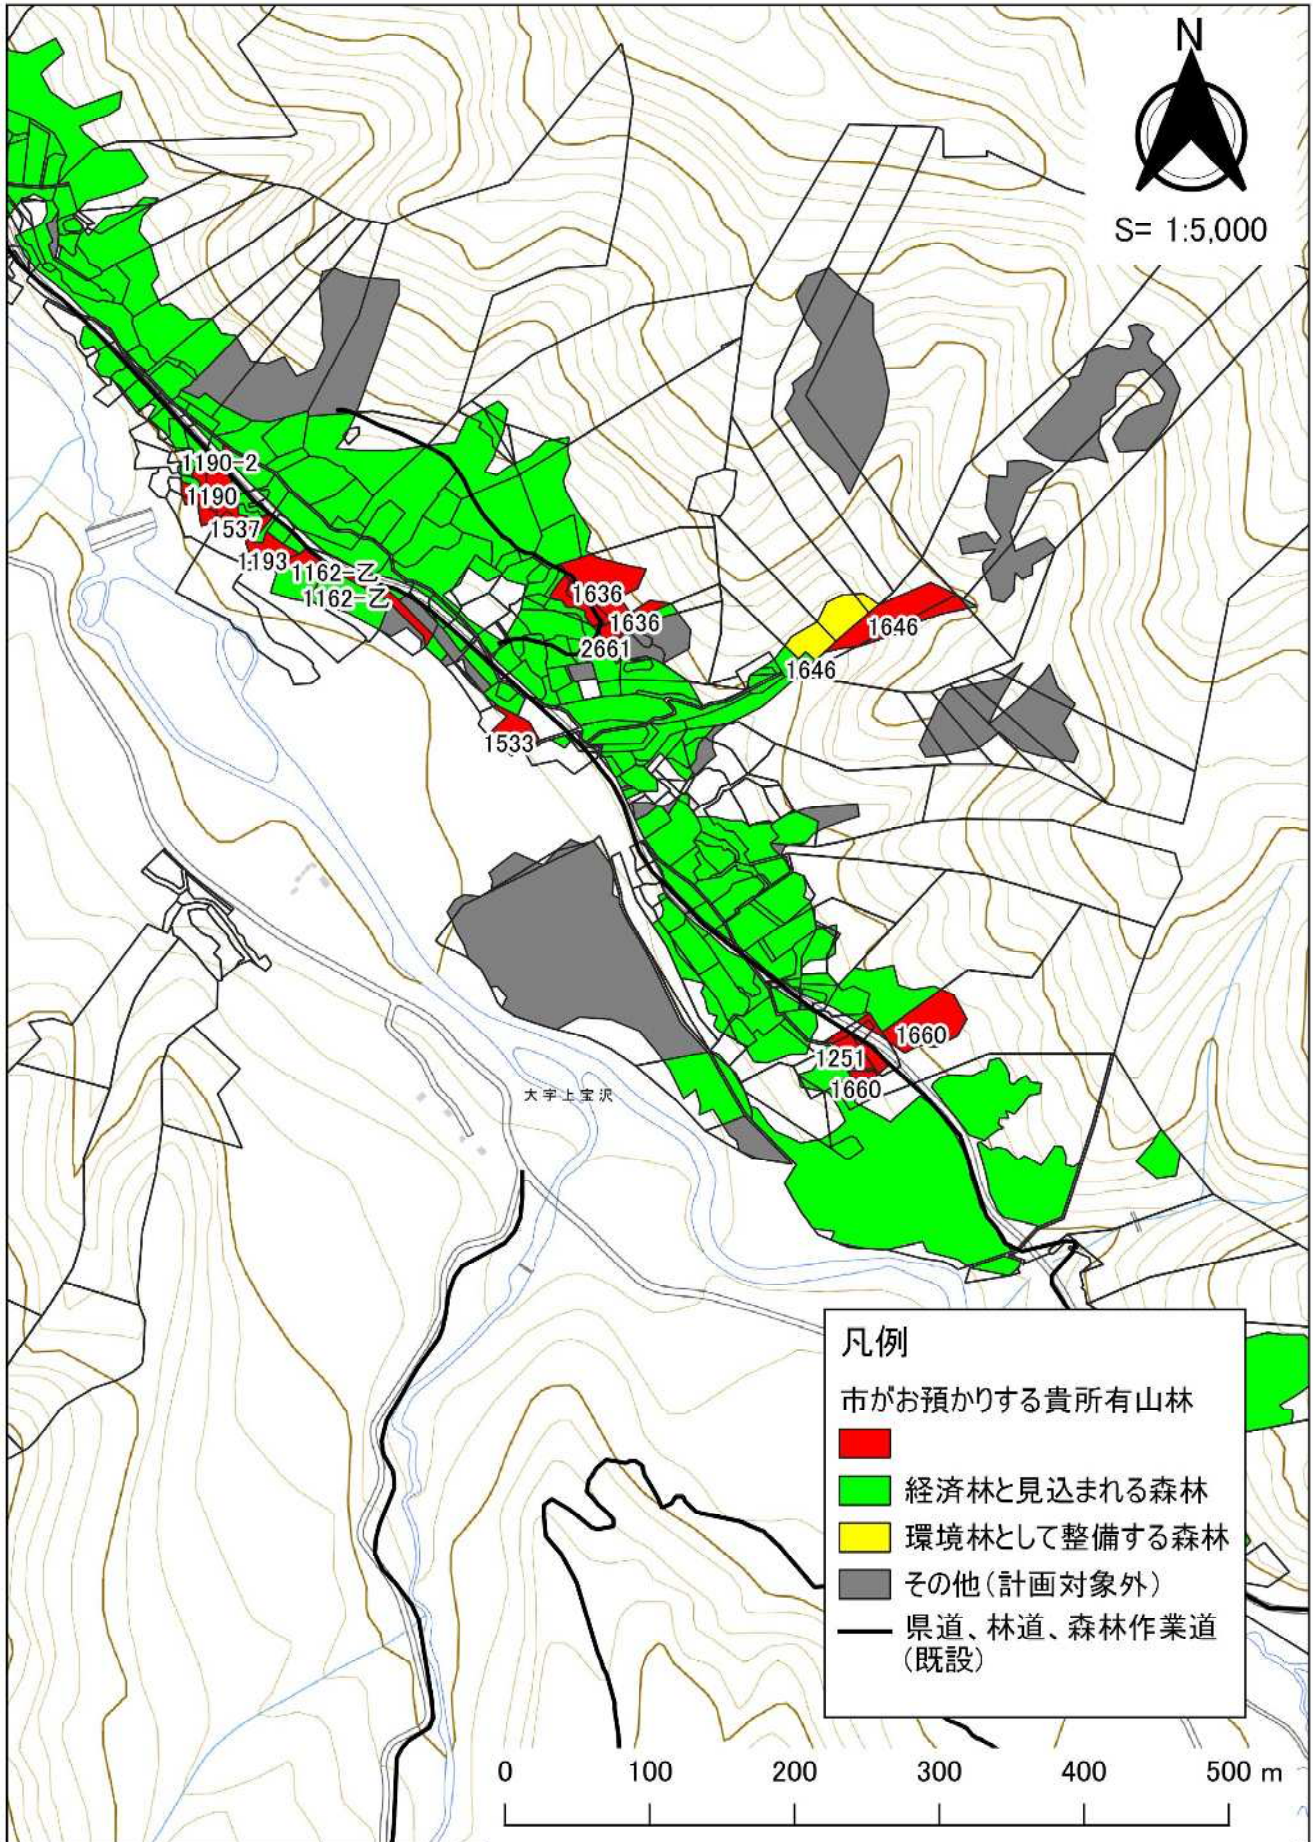 N
S= 1:5,000
1190-2
1190
1537
1193
1162-乙
1162-乙
1636
1636
2661
1646
1646
1533
1660
1251
1660
大字上宝沢
凡例
市がお預かりする貴所有山林
経済林と見込まれる森林
環境林として整備する森林
その他(計画対象外)
県道、林道、森林作業道
(既設)
0 100 200 300 400 500 m